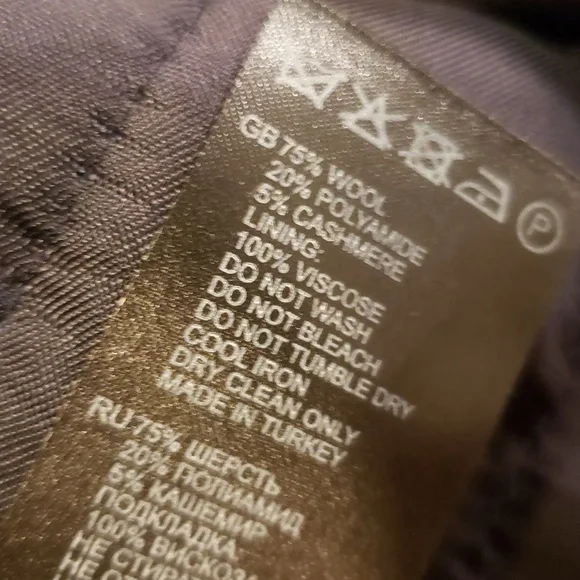 P
GB 75% WOOL
20% POLYAMIDE
5% CASHMERE
LINING:
100% VISCOSE
DO NOT WASH
DO NOT BLEACH
DO NOT TUMBLE DRY
COOL IRON
DRY CLEAN ONLY
MADE IN TURKEY
RU 75% ШЕРСТЬ
20% ПОЛИАМИД
5% КАШЕМИР
ПОДКЛАДКА:
100% ВИСКОЗА
НЕ СТИРА
НЕ